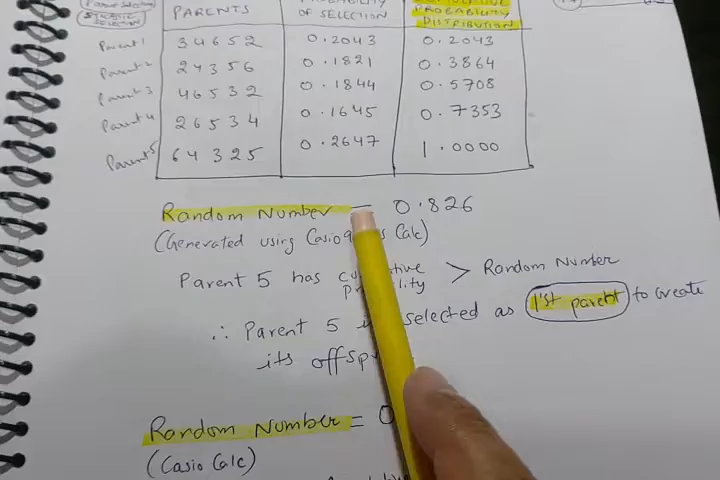 PARENTS
OF SELECTION
PROBABILITY
DISTRIBUTION
Parent 1 34652 0.2043 0.2043
Parent 2 24356 0.1821 0.3864
Parent 3 46532 0.1844 0.5708
Parent 4 26534 0.1645 0.7353
Parent 5 64325 0.2647 1.0000
Random Number = 0.826
(Generated using Casio Calc)
Parent 5 has > Random Number
∴ Parent 5 selected as 1st parent to create
its
Random Number = 0
(Casio Calc)